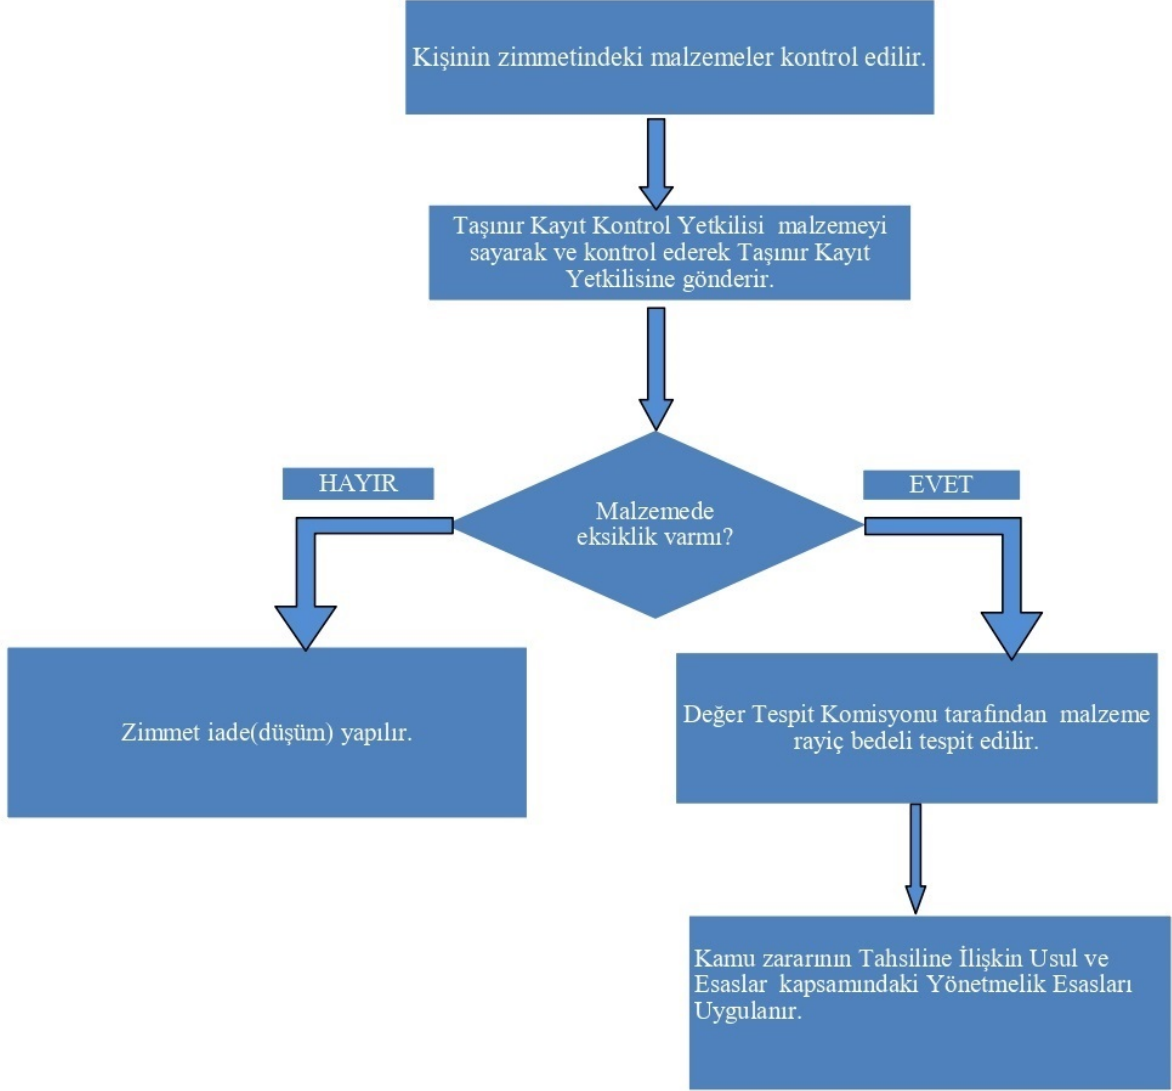 Kişinin zimmetindeki malzemeler kontrol edilir.
Taşınır Kayıt Kontrol Yetkilisi  malzemeyi
sayarak ve kontrol ederek Taşınır Kayıt
Yetkilisine gönderir.
HAYIR
EVET
Malzemede
eksiklik varmı?
Zimmet iade(düşüm) yapılır.
Değer Tespit Komisyonu tarafından  malzeme
rayiç bedeli tespit edilir.
Kamu zararının Tahsiline İlişkin Usul ve
Esaslar  kapsamındaki Yönetmelik Esasları
Uygulanır.